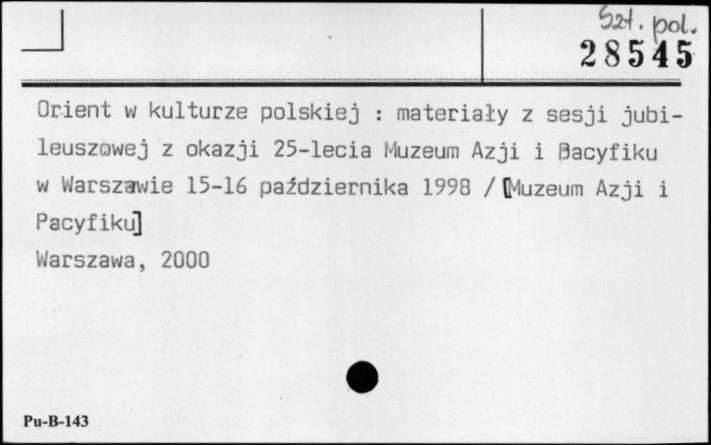 Szt. pol.
28545
Orient w kulturze polskiej : materiały z sesji jubi-
leuszowej z okazji 25-lecia Muzeum Azji i Pacyfiku
w Warszawie 15-16 października 1998 / [Muzeum Azji i
Pacyfiku]
Warszawa, 2000
Pu-B-143